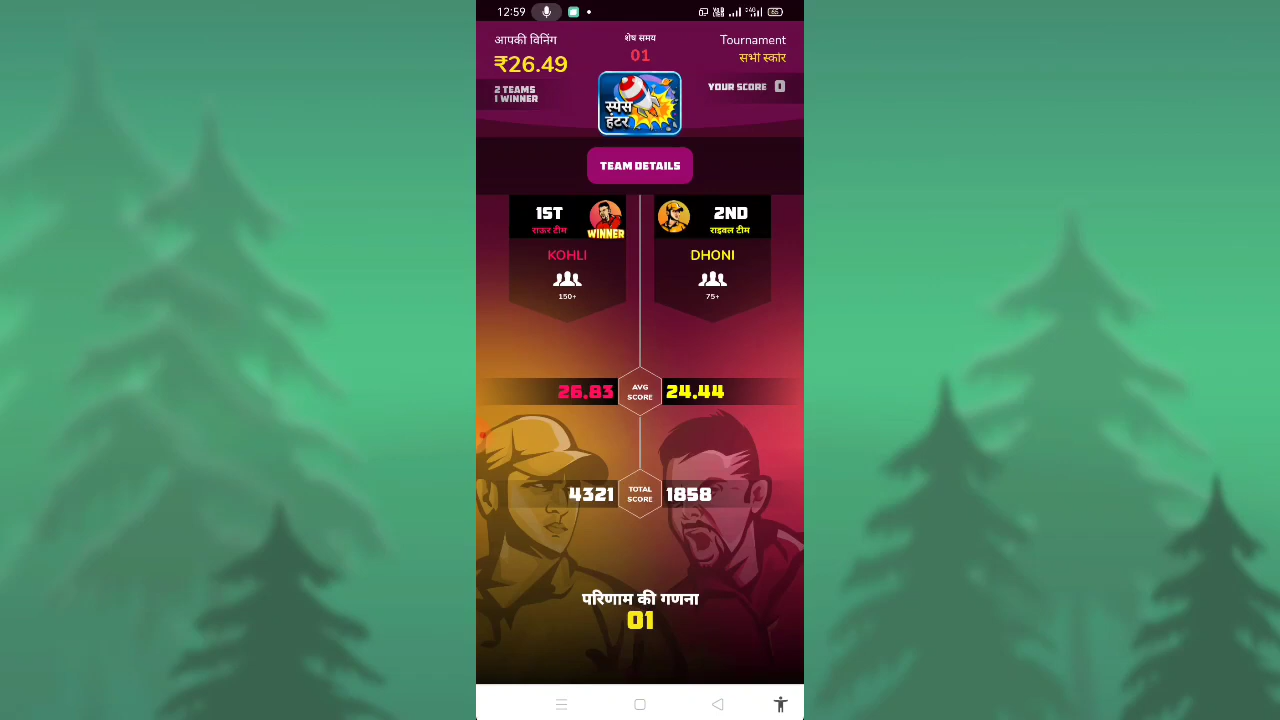 12:59
आपकी विनिंग
₹26.49
2 TEAMS
1 WINNER
शेष समय
01
स्पेस
हंटर
Tournament
सभी स्कोर
YOUR SCORE 0
TEAM DETAILS
1ST
राऊर टीम
WINNER
KOHLI
150+
2ND
राइवल टीम
DHONI
75+
26.83
AVG
SCORE
24.44
4321
TOTAL
SCORE
1858
परिणाम की गणना
01